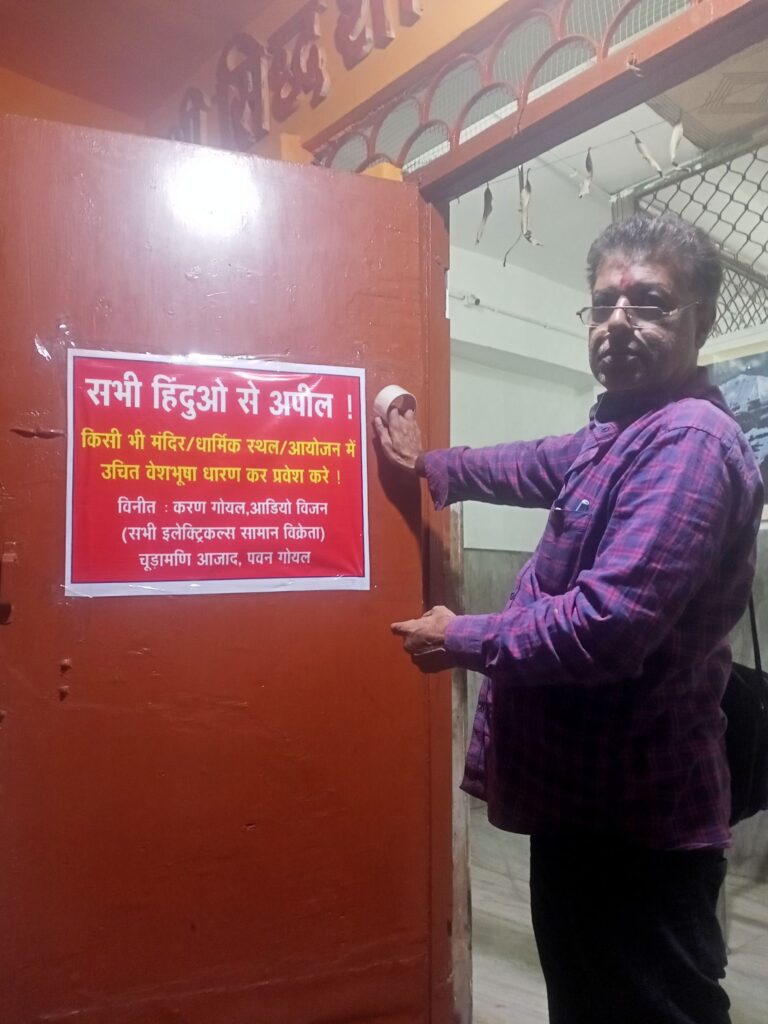 सिद्ध
सभी हिंदुओ से अपील !
किसी भी मंदिर/धार्मिक स्थल/आयोजन में
उचित वेशभूषा धारण कर प्रवेश करे !
विनीत : करण गोयल,आडियो विजन
(सभी इलेक्ट्रिकल्स सामान विक्रेता)
चूड़ामणि आजाद, पवन गोयल